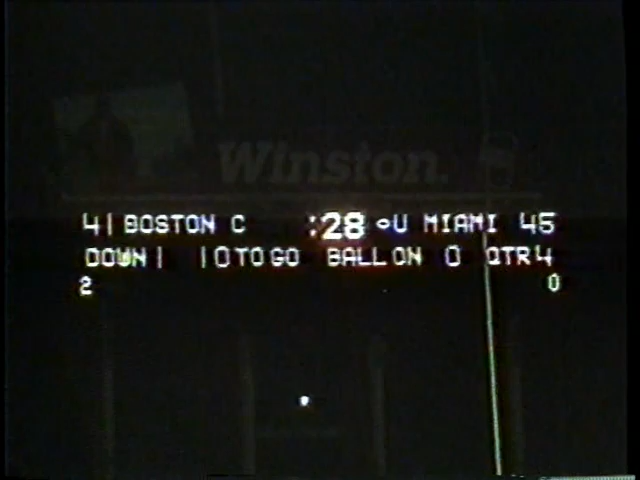 Winston.
41 BOSTON C :28 U MIAMI 45
DOWN 1 10 TO GO BALL ON 0 QTR 4
2 0